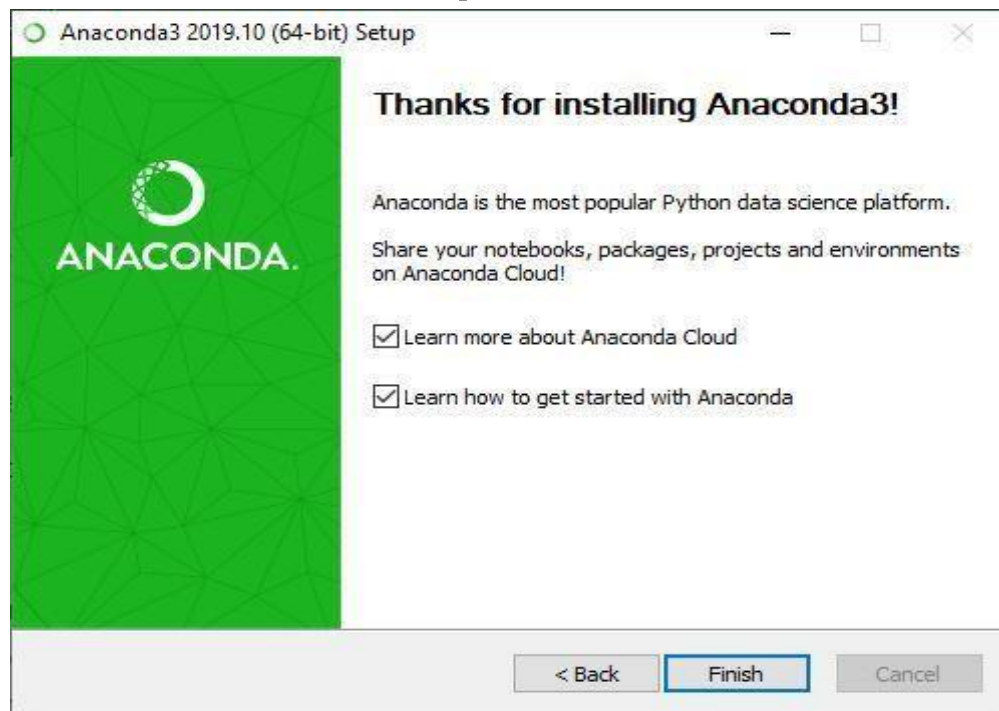 Anaconda3 2019.10 (64-bit) Setup
Thanks for installing Anaconda3!
ANACONDA.
Anaconda is the most popular Python data science platform.
Share your notebooks, packages, projects and environments
on Anaconda Cloud!
Learn more about Anaconda Cloud
Learn how to get started with Anaconda
< Back Finish Cancel